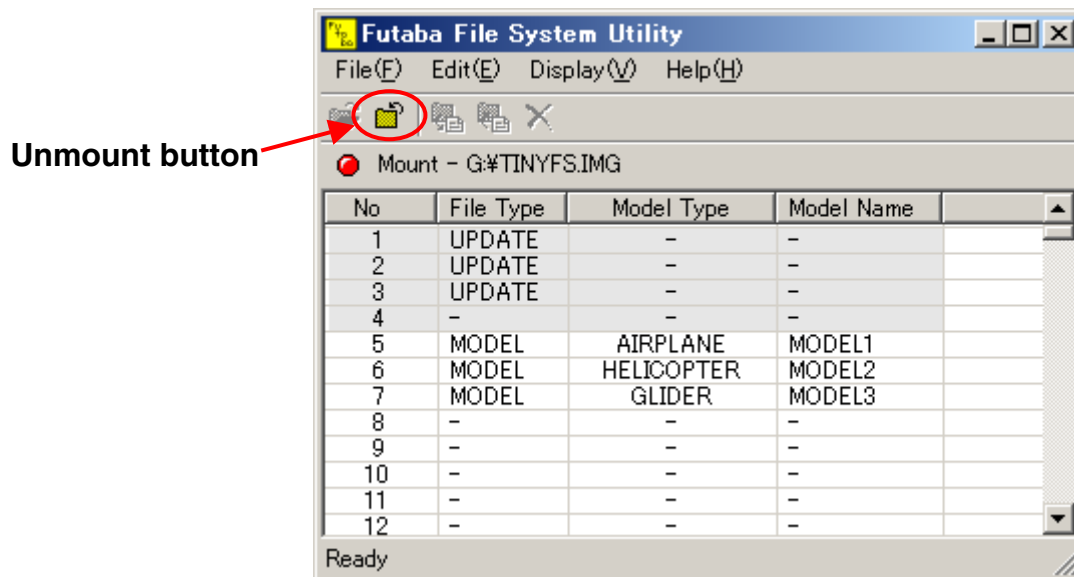 Futaba File System Utility
File(F) Edit(E) Display(V) Help(H)
Unmount button
Mount - G:¥TINYFS.IMG
No File Type Model Type Model Name
1 UPDATE - -
2 UPDATE - -
3 UPDATE - -
4 - - -
5 MODEL AIRPLANE MODEL1
6 MODEL HELICOPTER MODEL2
7 MODEL GLIDER MODEL3
8 - - -
9 - - -
10 - - -
11 - - -
12 - - -
Ready